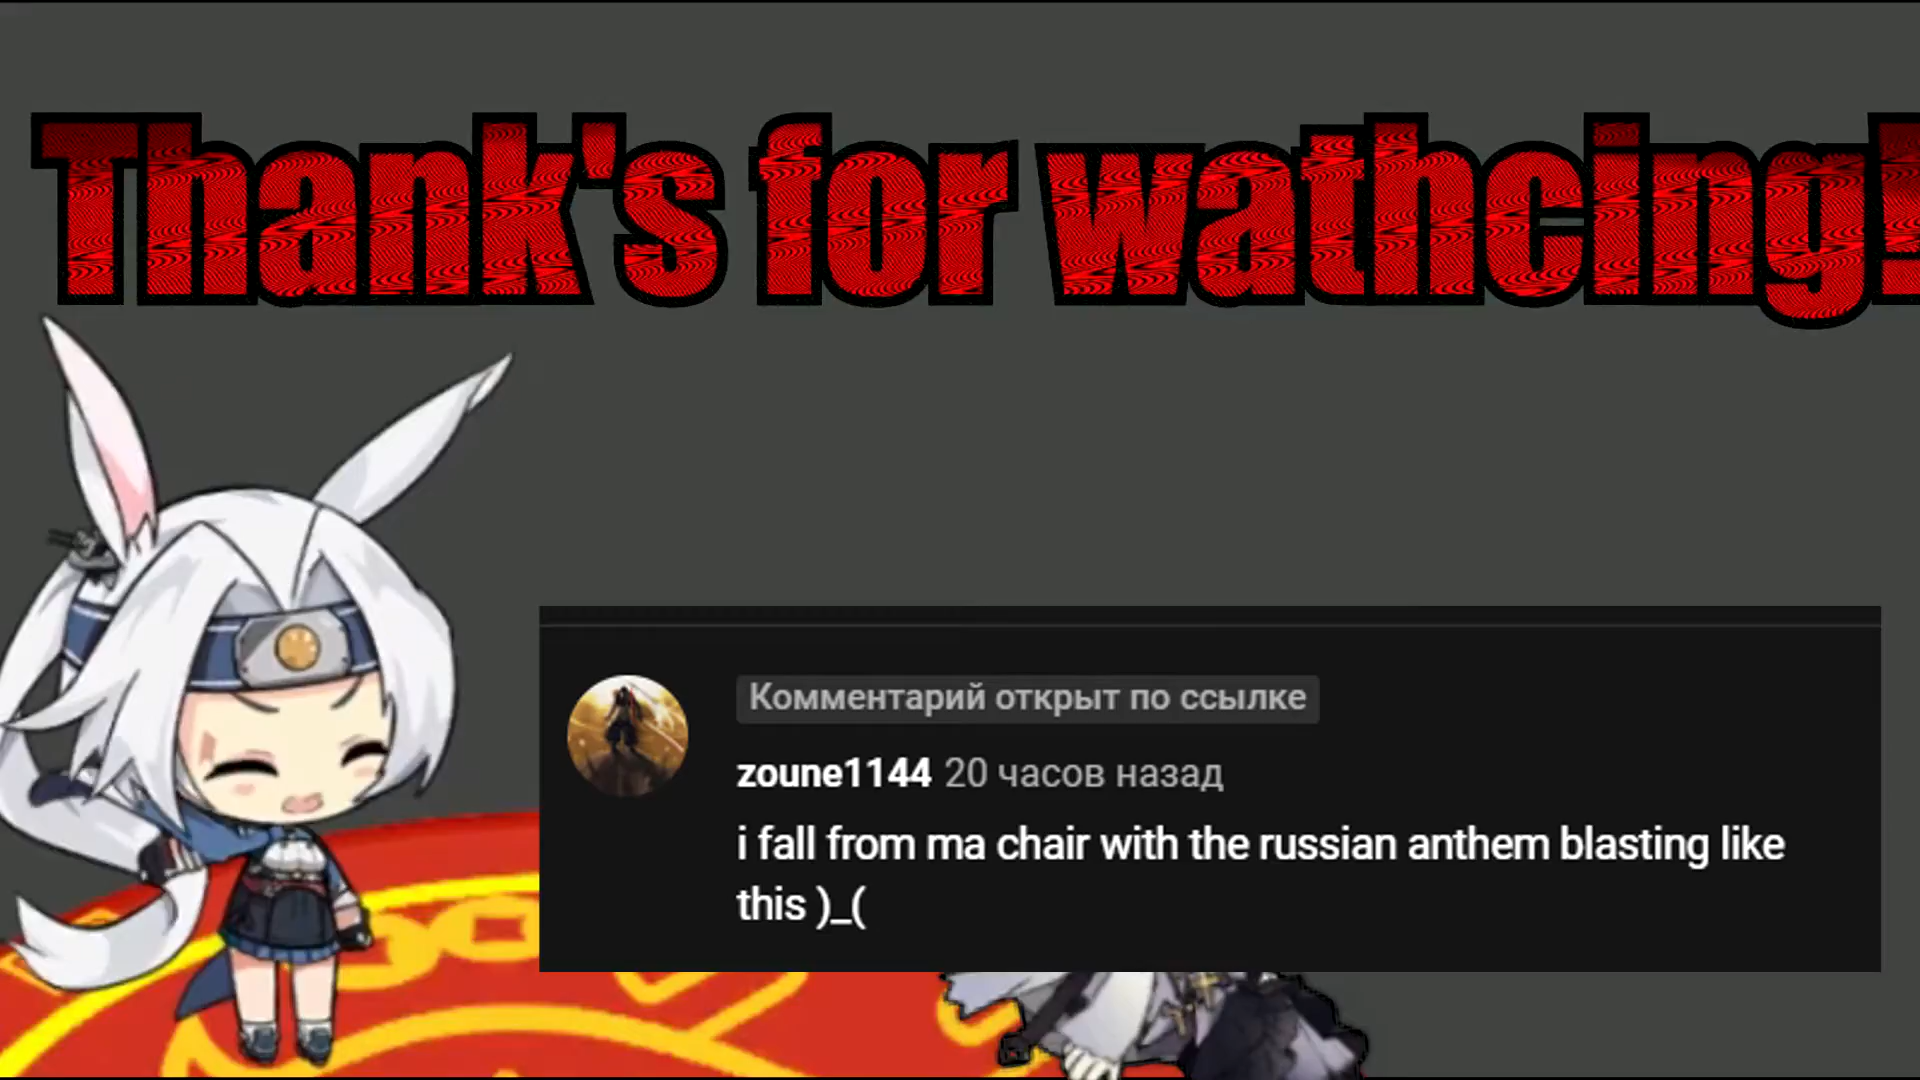 Thank's for wathcing!
Комментарий открыт по ссылке
zoune1144 20 часов назад
i fall from ma chair with the russian anthem blasting like
this )_(